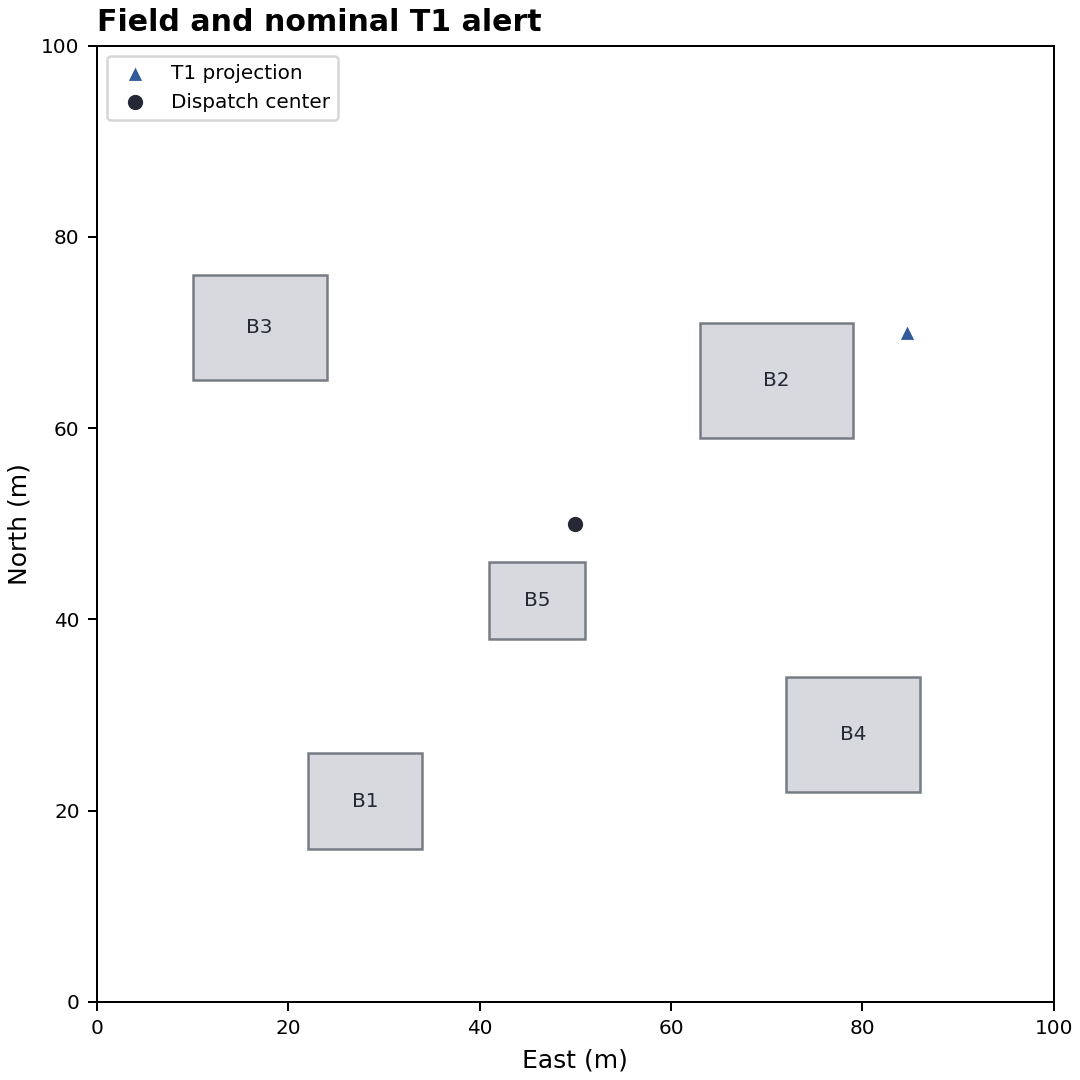 Field and nominal T1 alert
T1 projection
Dispatch center
100
80
60
40
20
0
North (m)
B3
B2
B5
B4
B1
0 20 40 60 80 100
East (m)